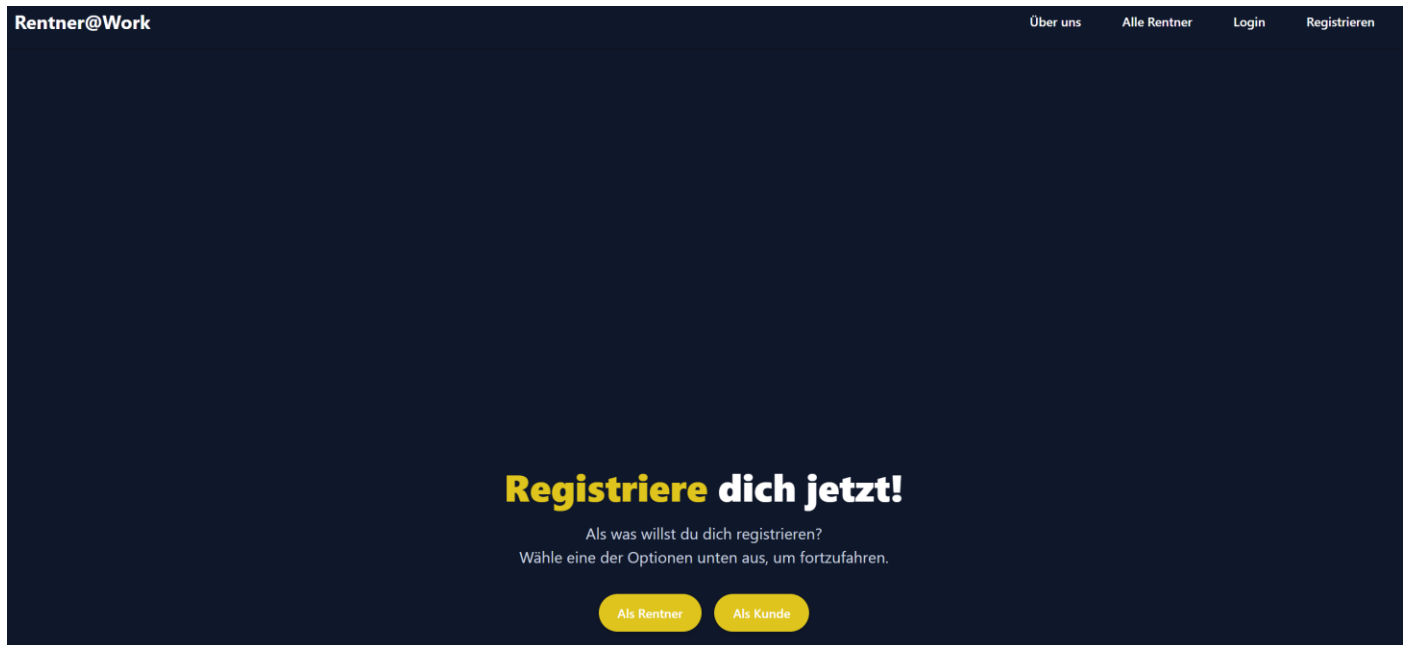 Rentner@Work
Über uns
Alle Rentner
Login
Registrieren
Registriere dich jetzt!
Als was willst du dich registrieren?
Wähle eine der Optionen unten aus, um fortzufahren.
Als Rentner
Als Kunde